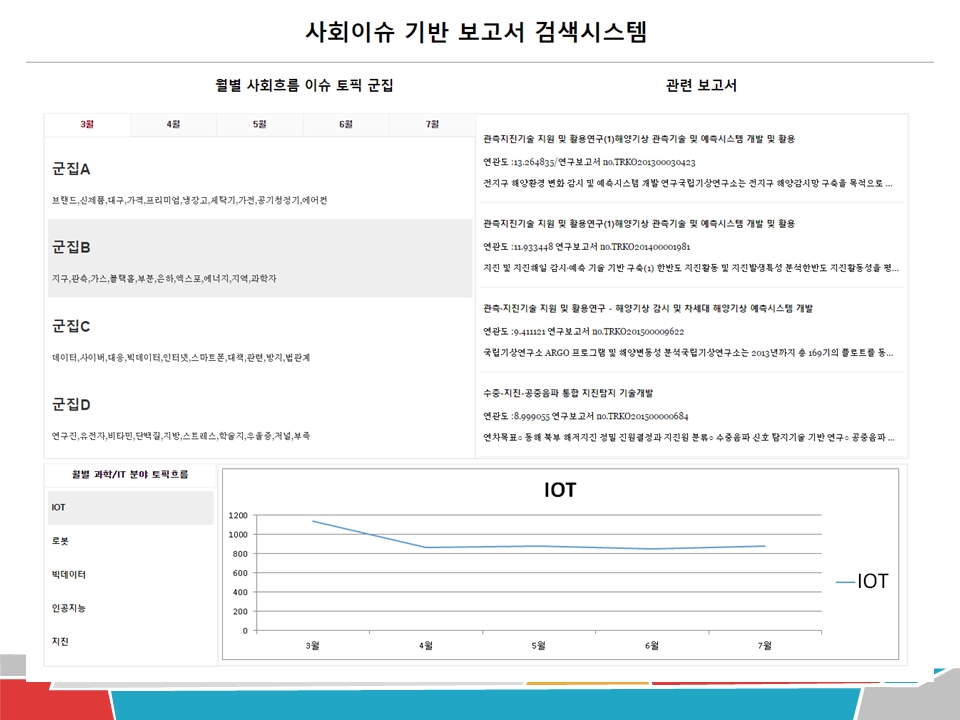 사회이슈 기반 보고서 검색시스템
월별 사회흐름 이슈 토픽 군집
관련 보고서
3월 4월 5월 6월 7월
군집A
브랜드,신제품,대구,가격,프리미엄,냉장고,세탁기,가전,공기청정기,에어컨
군집B
지구,관측,가스,블랙홀,부분,은하,엑스포,에너지,지역,과학자
군집C
데이터,사이버,대응,빅데이터,인터넷,스마트폰,대책,관련,방지,법관계
군집D
연구진,유전자,비타민,단백질,지방,스트레스,학술지,우울증,저널,부족
관측지진기술 지원 및 활용연구(1)해양기상 관측기술 및 예측시스템 개발 및 활용
연관도 :13.264835/연구보고서 no.TRKO201300030423
전지구 해양환경 변화 감시 및 예측시스템 개발 연구국립기상연구소는 전지구 해양감시망 구축을 목적으로 ...
관측지진기술 지원 및 활용연구(1)해양기상 관측기술 및 예측시스템 개발 및 활용
연관도 :11.933448 연구보고서 no.TRKO201400001981
지진 및 지진해일 감시·예측 기술 기반 구축(1) 한반도 지진활동 및 지진발생특성 분석한반도 지진활동성을 평...
관측·지진기술 지원 및 활용연구 - 해양기상 감시 및 차세대 해양기상 예측시스템 개발
연관도 :9.411121 연구보고서 no.TRKO201500009622
국립기상연구소 ARGO 프로그램 및 해양변동성 분석국립기상연구소는 2013년까지 총 169기의 플로트를 동...
수중-지진-공중음파 통합 지진탐지 기술개발
연관도 :8.999055 연구보고서 no.TRKO201500000684
연차목표○ 동해 북부 해저지진 정밀 진원결정과 지진원 분류○ 수중음파 신호 탐지기술 기반 연구○ 공중음파 ...
월별 과학/IT 분야 토픽흐름
IOT
로봇
빅데이터
인공지능
지진
IOT
1200
1000
800
600
400
200
0
3월 4월 5월 6월 7월
IOT